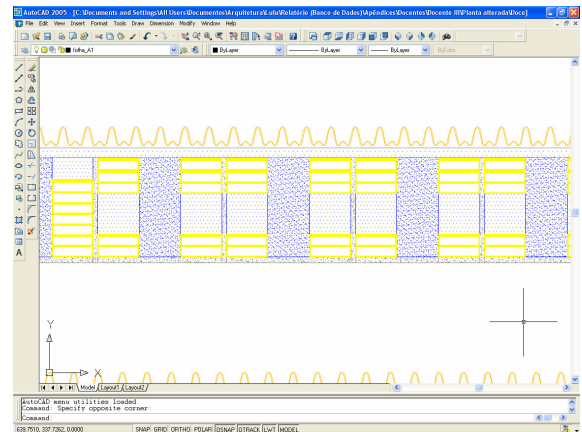 AutoCAD 2005 - [C:\Documents and Settings\All Users\Documentos\Arquitetura\Lulu\Relatório (Banco de Dados)\Apêndices\Docentes\Docente III\Planta alterada\Doce]
File Edit View Insert Format Tools Draw Dimension Modify Window Help
folha_A1 ByLayer ByLayer ByLayer ByColor
A
Y
X
Model Layout1 Layout2
AutoCAD menu utilities loaded.
Command: Specify opposite corner:
Command:
639.7510, 337.7262, 0.0000 SNAP GRID ORTHO POLAR OSNAP OTRACK LWT MODEL